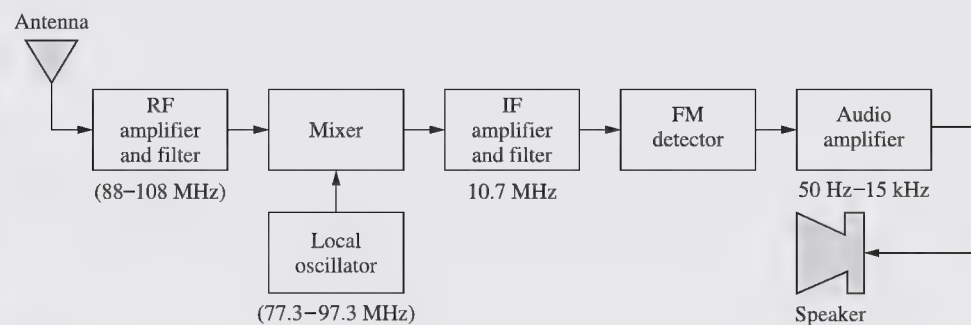 Antenna
RF
amplifier
and filter
(88–108 MHz)
Mixer
Local
oscillator
(77.3–97.3 MHz)
IF
amplifier
and filter
10.7 MHz
FM
detector
Audio
amplifier
50 Hz–15 kHz
Speaker